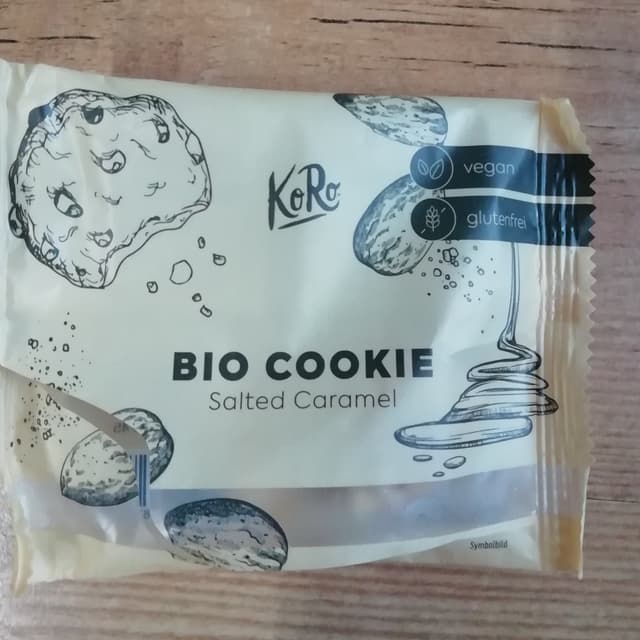 KoRo
vegan
glutenfrei
BIO COOKIE
Salted Caramel
Symbolbild